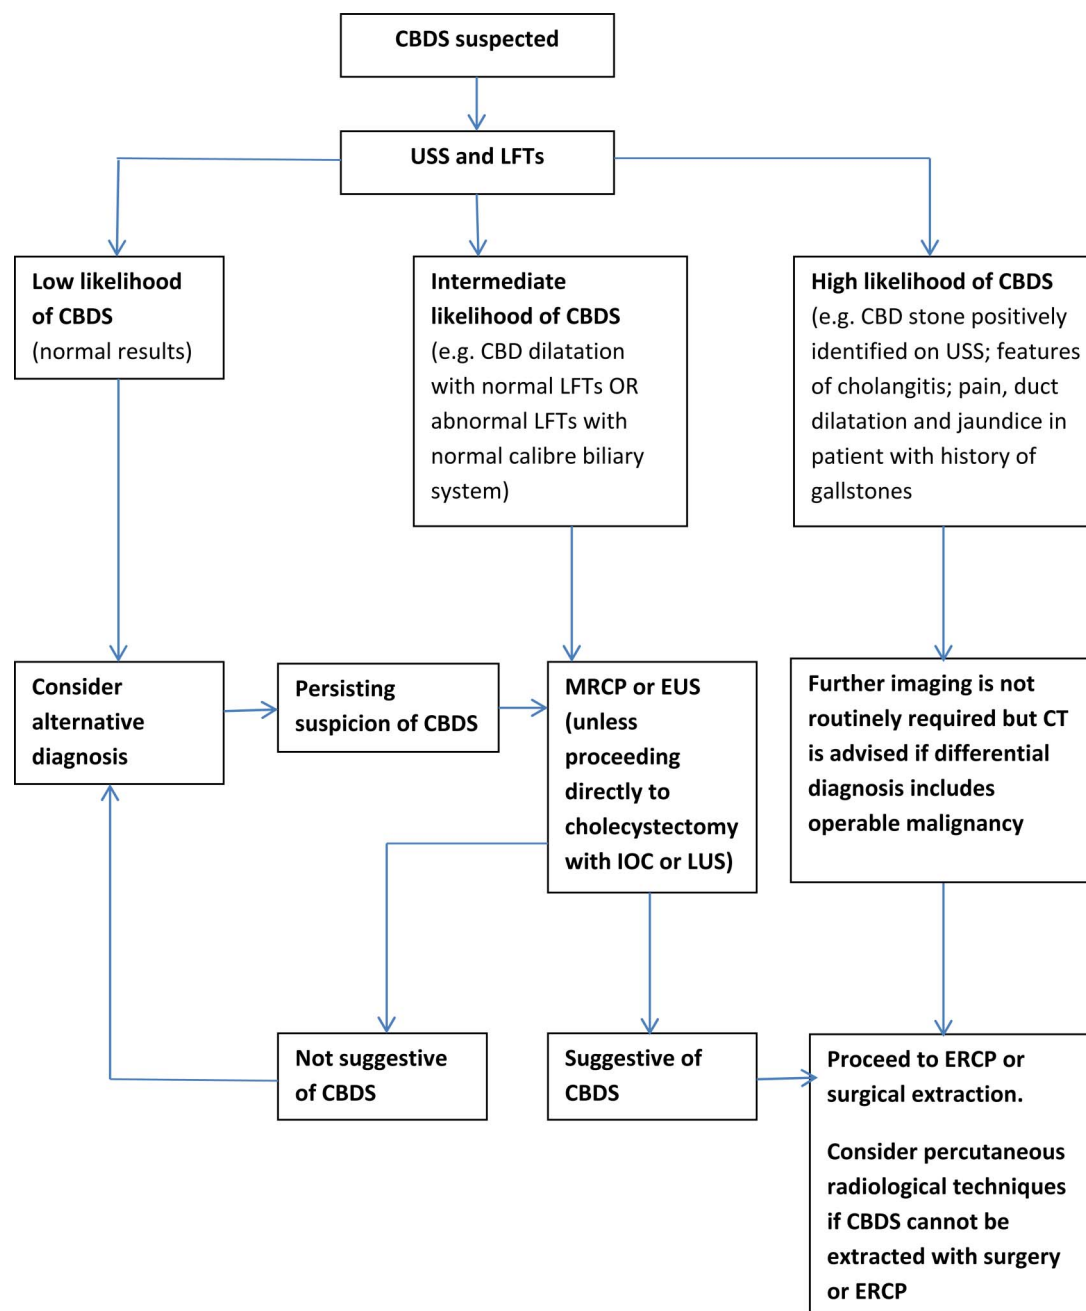 CBDS suspected
USS and LFTs
Low likelihood
of CBDS
(normal results)
Intermediate
likelihood of CBDS
(e.g. CBD dilatation
with normal LFTs OR
abnormal LFTs with
normal calibre biliary
system)
High likelihood of CBDS
(e.g. CBD stone positively
identified on USS; features
of cholangitis; pain, duct
dilatation and jaundice in
patient with history of
gallstones
Consider
alternative
diagnosis
Persisting
suspicion of CBDS
MRCP or EUS
(unless
proceeding
directly to
cholecystectomy
with IOC or LUS)
Further imaging is not
routinely required but CT
is advised if differential
diagnosis includes
operable malignancy
Not suggestive
of CBDS
Suggestive of
CBDS
Proceed to ERCP or
surgical extraction.
Consider percutaneous
radiological techniques
if CBDS cannot be
extracted with surgery
or ERCP